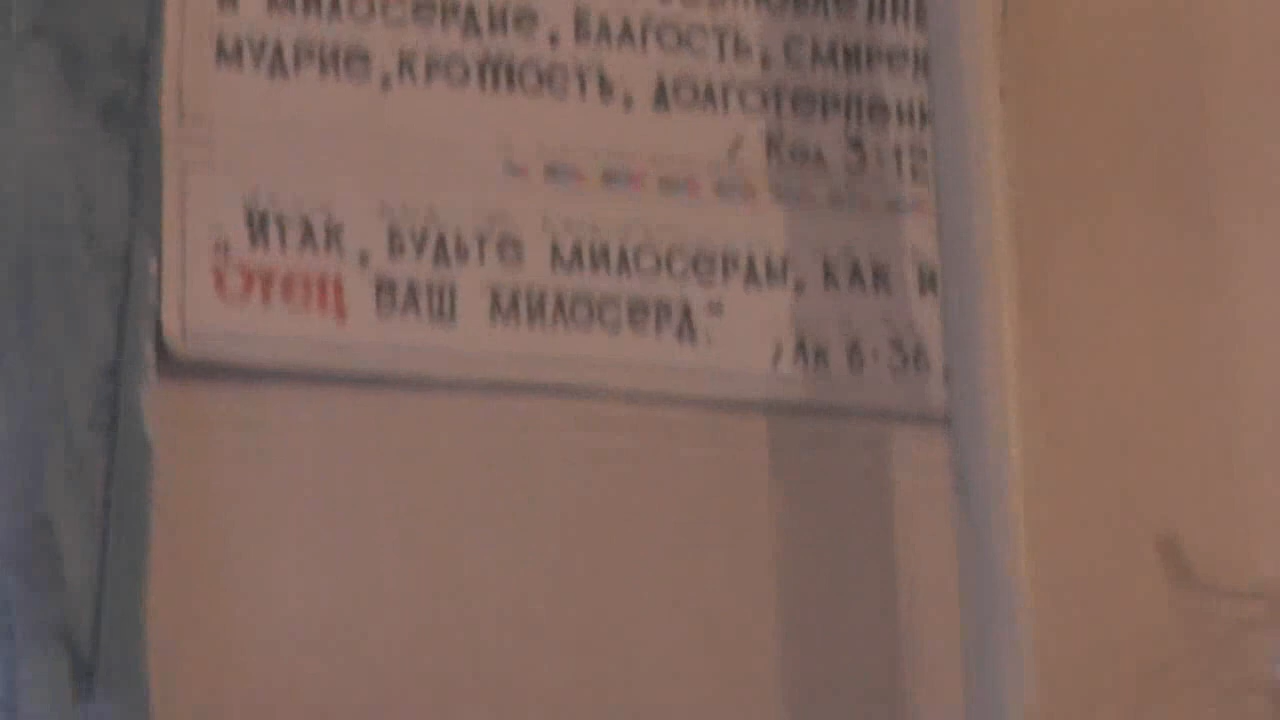 и милосердие, благость, смирен
мудрие, кротость, долготерпени
/Кол 3:12
„Итак, будьте милосерды, как и
Отец ваш милосерд."
/Лк 6·36